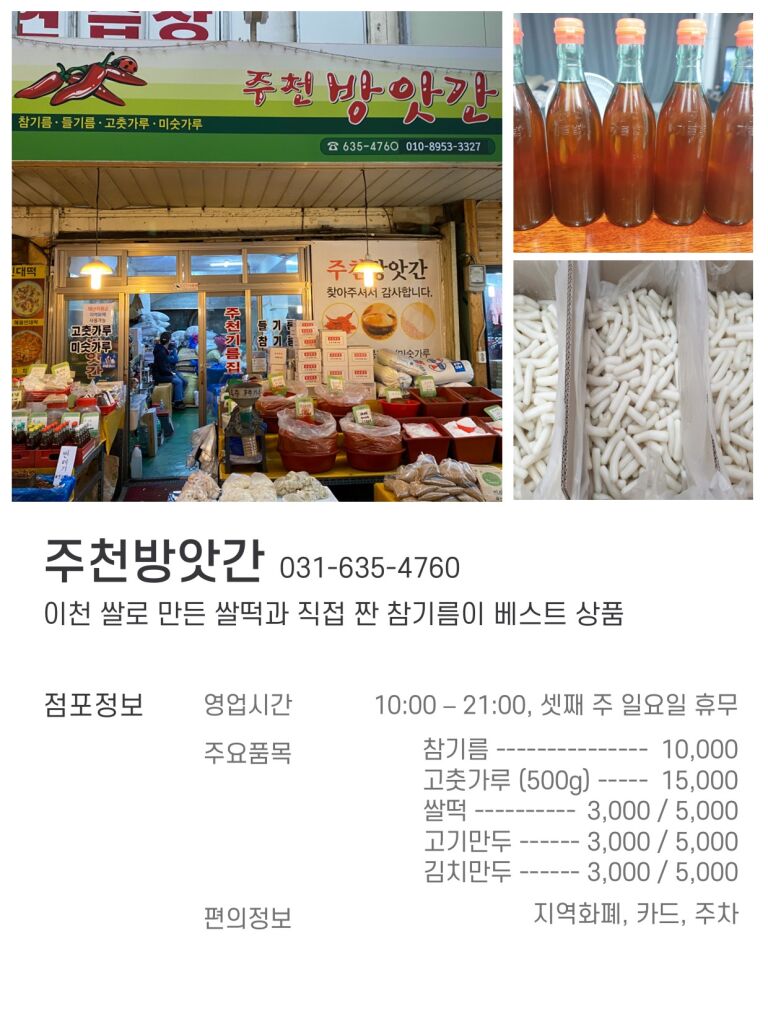 주천방앗간
참기름·들기름·고춧가루·미숫가루
☎ 635-4760 010-8953-3327
주천방앗간
찾아주셔서 감사합니다.
고춧가루
미숫가루
주천기름집
주천방앗간 031-635-4760
이천 쌀로 만든 쌀떡과 직접 짠 참기름이 베스트 상품
점포정보
영업시간 10:00 – 21:00, 셋째 주 일요일 휴무
주요품목
참기름 --------------- 10,000
고춧가루 (500g) ----- 15,000
쌀떡 ---------- 3,000 / 5,000
고기만두 ------ 3,000 / 5,000
김치만두 ------ 3,000 / 5,000
편의정보 지역화폐, 카드, 주차